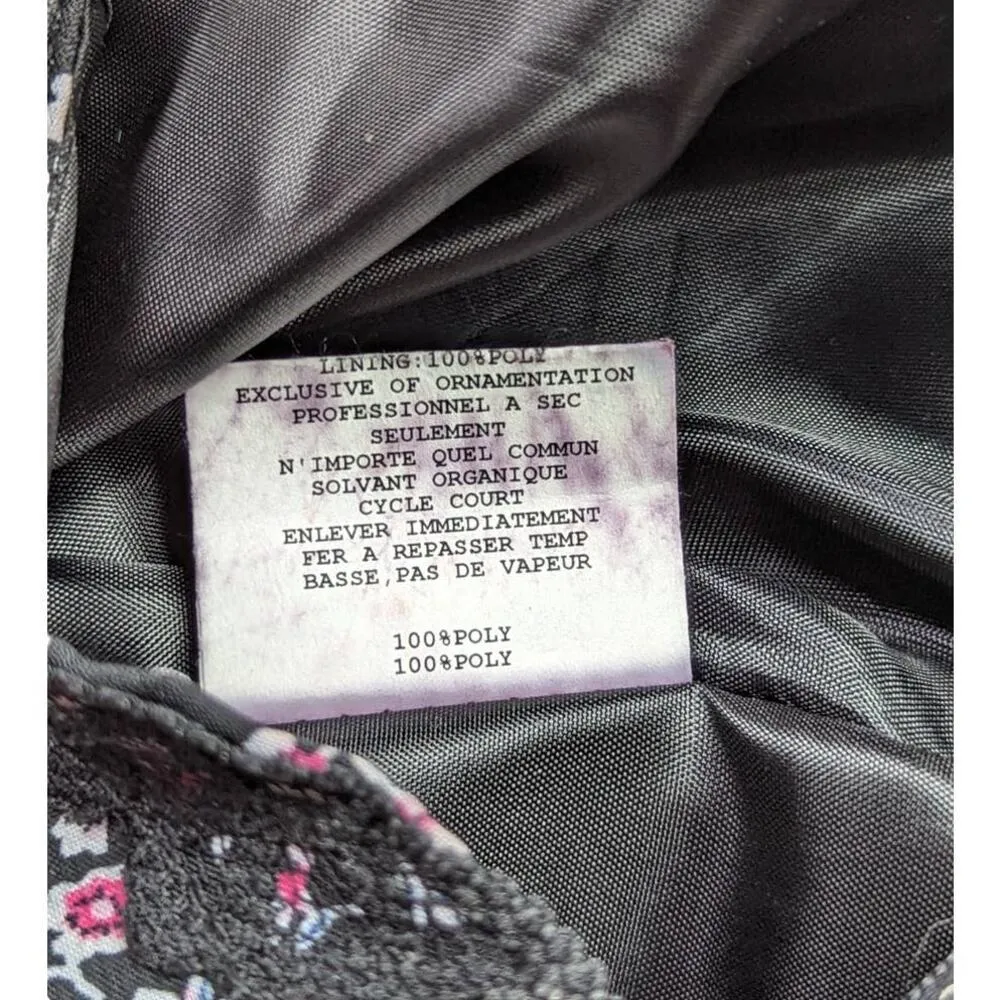 LINING:100%POLY
EXCLUSIVE OF ORNAMENTATION
PROFESSIONNEL A SEC
SEULEMENT
N'IMPORTE QUEL COMMUN
SOLVANT ORGANIQUE
CYCLE COURT
ENLEVER IMMEDIATEMENT
FER A REPASSER TEMP
BASSE,PAS DE VAPEUR
100%POLY
100%POLY